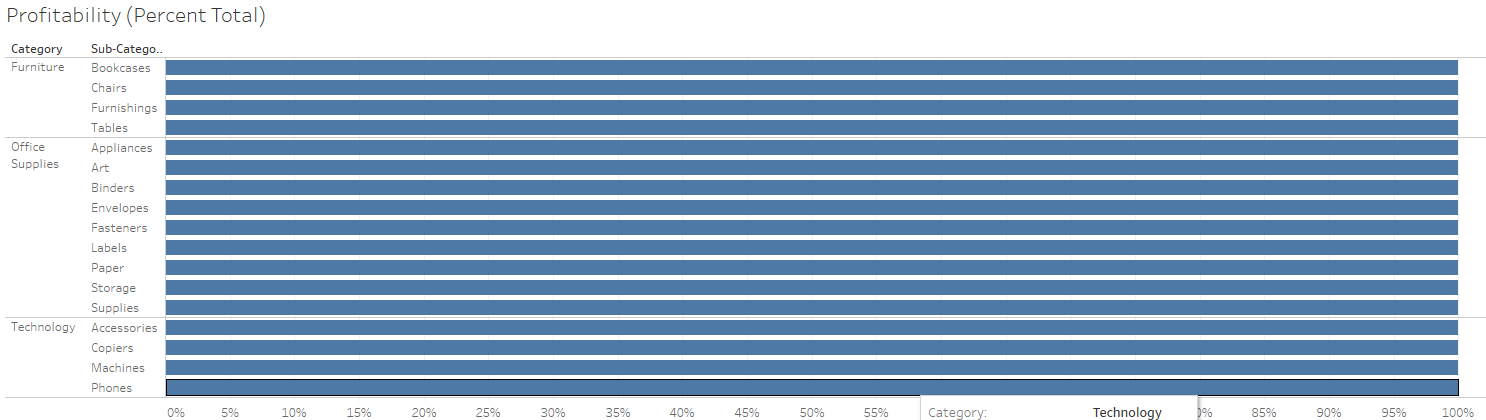 Profitability (Percent Total)
Category Sub-Catego..
Furniture Bookcases
Chairs
Furnishings
Tables
Office Supplies Appliances
Art
Binders
Envelopes
Fasteners
Labels
Paper
Storage
Supplies
Technology Accessories
Copiers
Machines
Phones
0% 5% 10% 15% 20% 25% 30% 35% 40% 45% 50% 55% 0% 85% 90% 95% 100%
Category: Technology